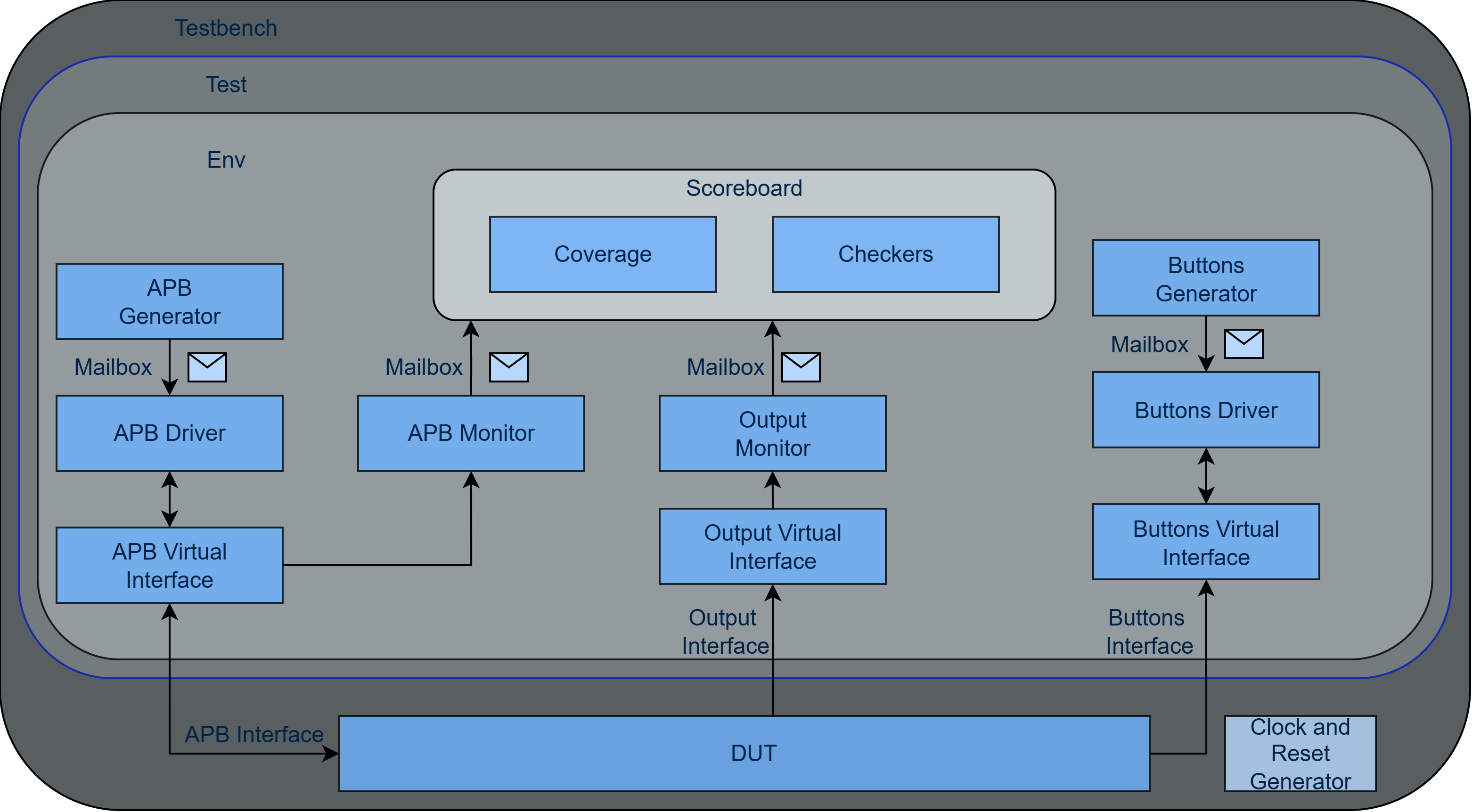 Testbench
Test
Env
Scoreboard
Coverage
Checkers
APB
Generator
Buttons
Generator
Mailbox
Mailbox
Mailbox
Mailbox
APB Driver
APB Monitor
Output
Monitor
Buttons Driver
APB Virtual
Interface
Output Virtual
Interface
Buttons Virtual
Interface
Output
Interface
Buttons
Interface
APB Interface
DUT
Clock and
Reset
Generator